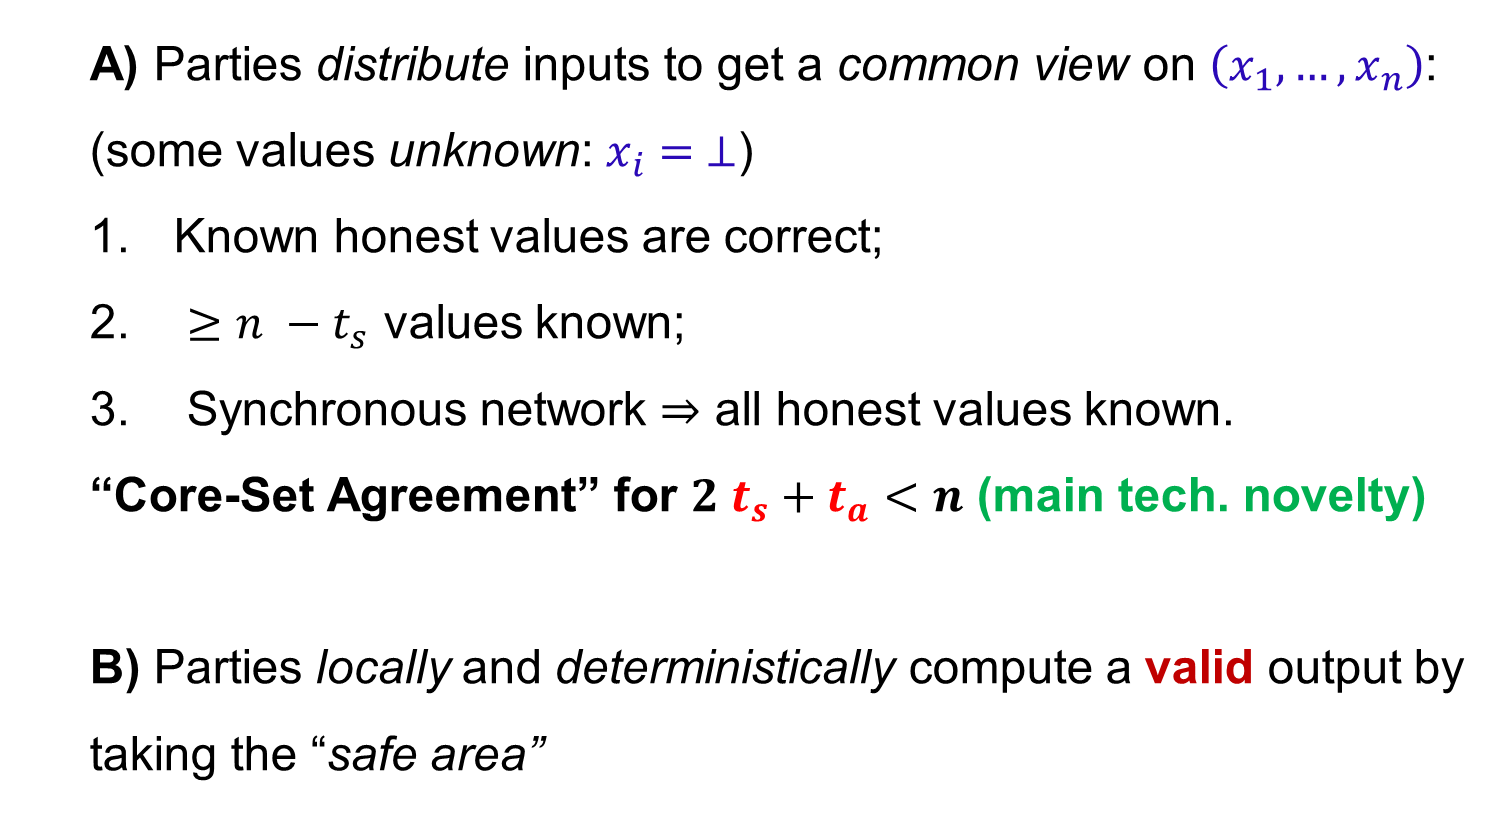 A) Parties distribute inputs to get a common view on (x₁, … , xₙ):
(some values unknown: xᵢ = ⊥)
1. Known honest values are correct;
2. ≥ n − tₛ values known;
3. Synchronous network ⇒ all honest values known.
“Core-Set Agreement” for 2 tₛ + tₐ < n (main tech. novelty)
B) Parties locally and deterministically compute a valid output by
taking the “safe area”